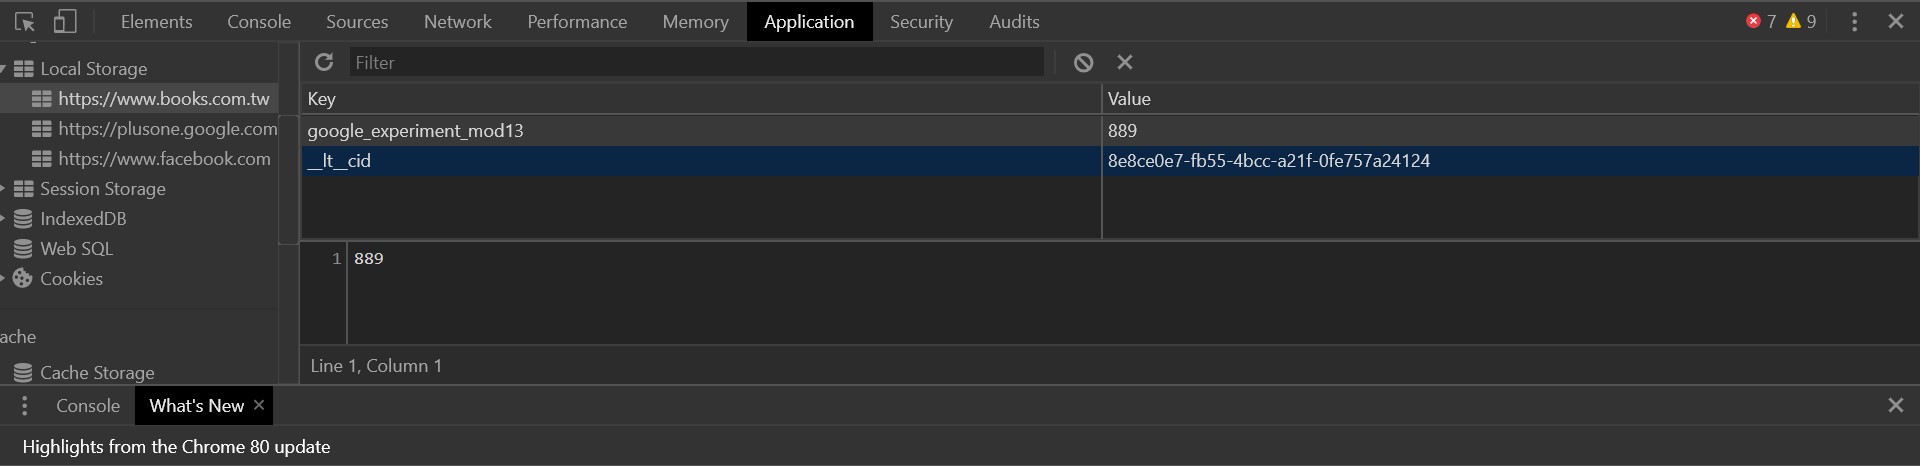 Elements Console Sources Network Performance Memory Application Security Audits 7 9
Local Storage
https://www.books.com.tw
https://plusone.google.com
https://www.facebook.com
Session Storage
IndexedDB
Web SQL
Cookies
ache
Cache Storage
Filter
Key Value
google_experiment_mod13 889
__lt__cid 8e8ce0e7-fb55-4bcc-a21f-0fe757a24124
1 889
Line 1, Column 1
Console What's New
Highlights from the Chrome 80 update